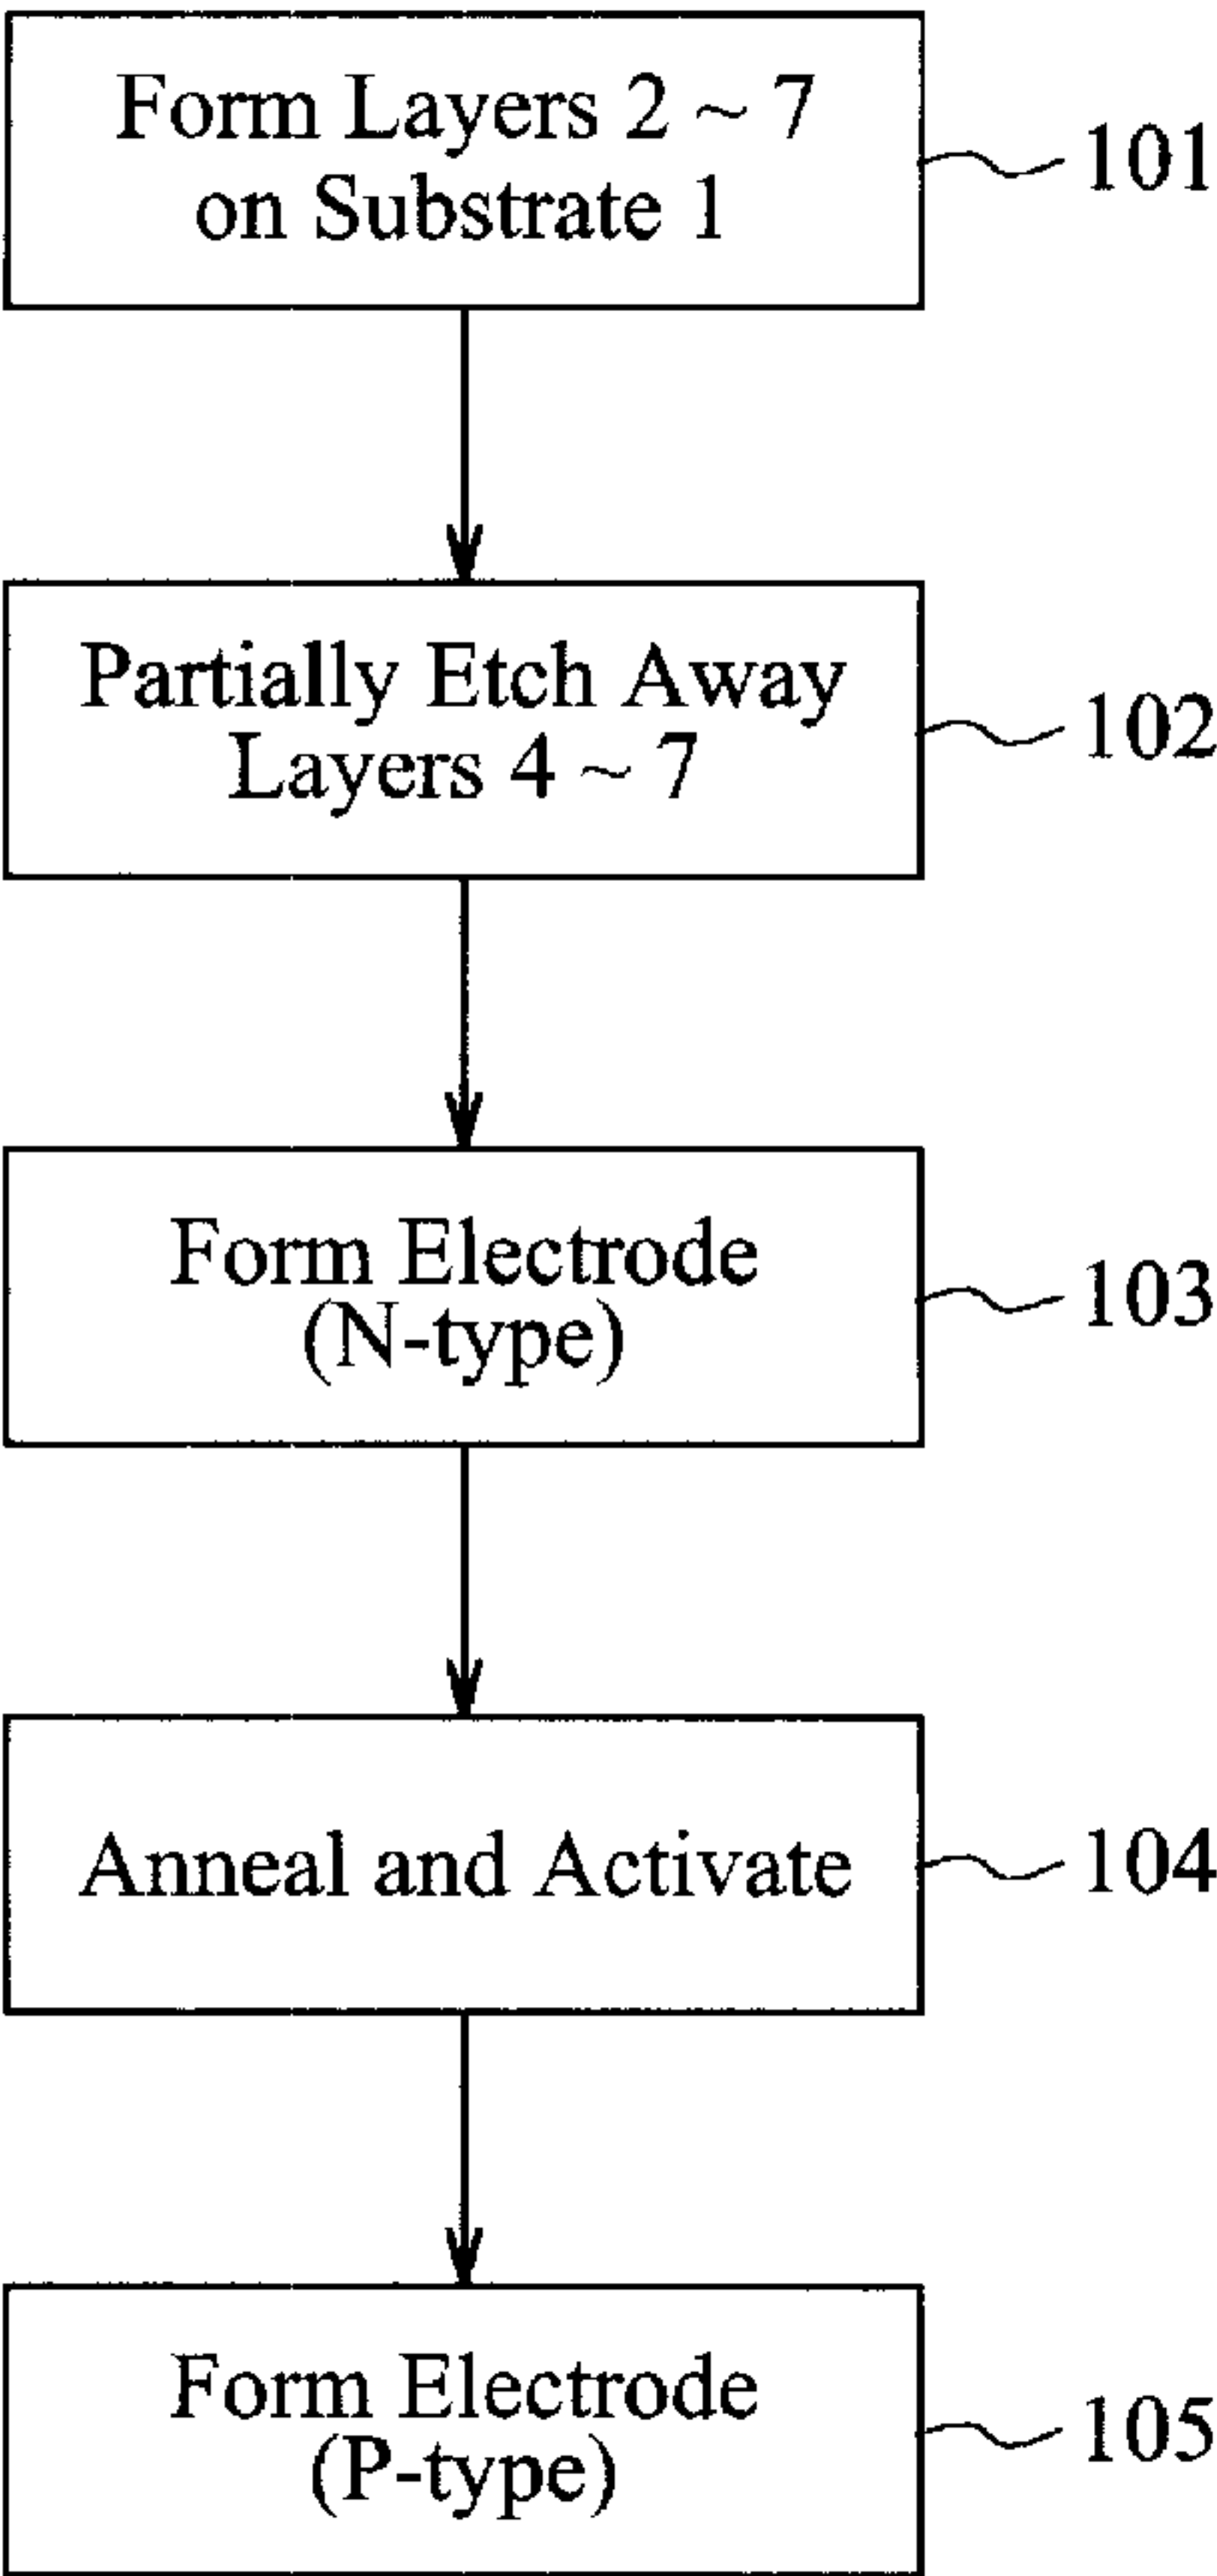 Form Layers 2 ~ 7
on Substrate 1
101
Partially Etch Away
Layers 4 ~ 7
102
Form Electrode
(N-type)
103
Anneal and Activate
104
Form Electrode
(P-type)
105